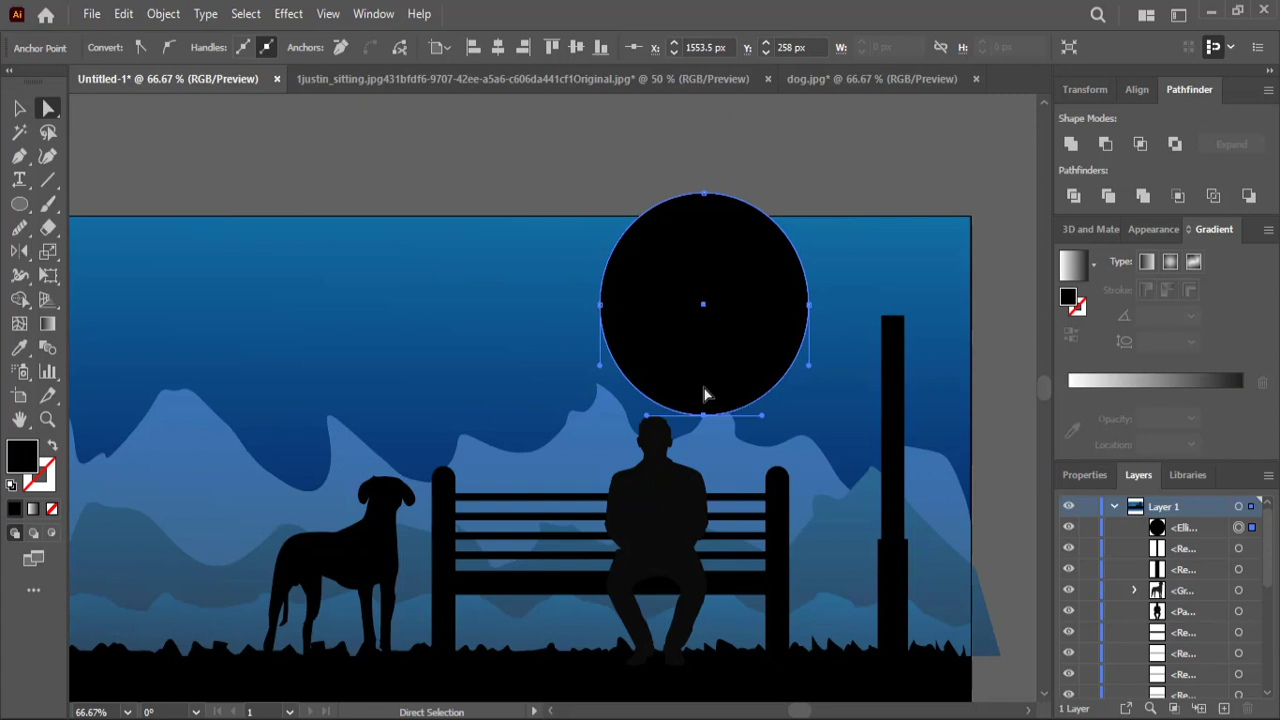 Ai File Edit Object Type Select Effect View Window Help
Anchor Point Convert: Handles: Anchors: X: 1553.5 px Y: 258 px W: 0 px H: 0 px
Untitled-1* @ 66.67 % (RGB/Preview) × 1justin_sitting.jpg431bfdf6-9707-42ee-a5a6-c606da441cf1Original.jpg* @ 50 % (RGB/Preview) × dog.jpg* @ 66.67 % (RGB/Preview) ×
Transform Align Pathfinder
Shape Modes:
Expand
Pathfinders:
3D and Mate Appearance Gradient
Type:
Stroke:
Opacity:
Location:
Properties Layers Libraries
Layer 1
<Elli...
<Re...
<Re...
<Gr...
<Pa...
<Re...
<Re...
<Re...
<Re...
66.67% 0° 1 Direct Selection
1 Layer